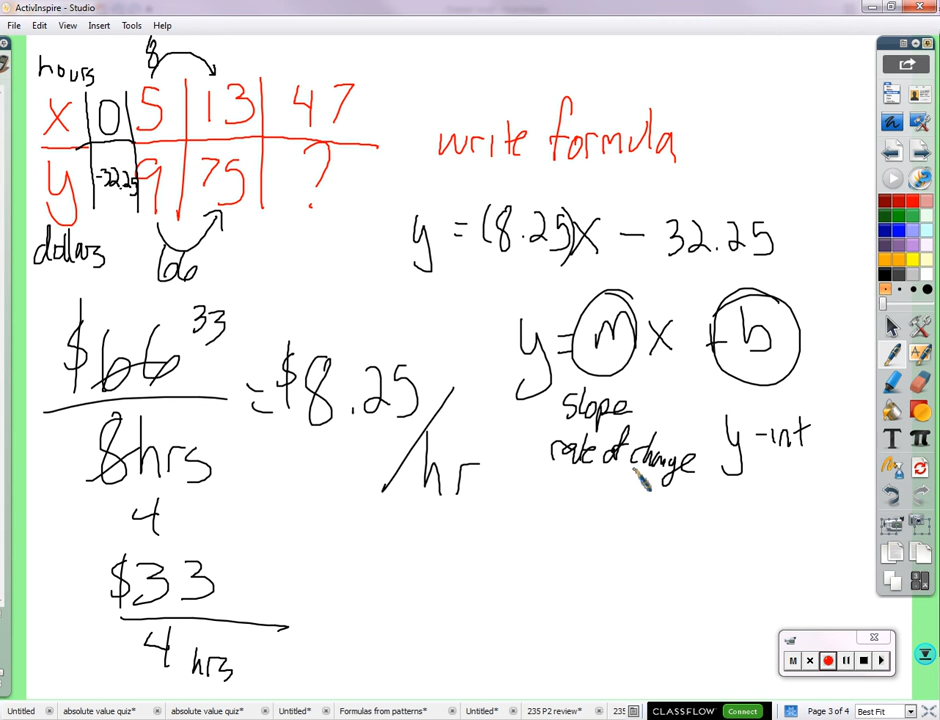 ActivInspire - Studio
File Edit View Insert Tools Help
8
hours
x 0 5 13 47
y -32.25 9 75 ?
dollars
66
write formula
y = (8.25)x - 32.25
$66 33
8hrs
4
= $8.25/hr
y = mx + b
slope
rate of change
y-int
$33
4 hrs
T π
M x
Untitled absolute value quiz* absolute value quiz* Untitled* Formulas from patterns* Untitled* 235 P2 review* 235 CLASSFLOW Connect Page 3 of 4 Best Fit